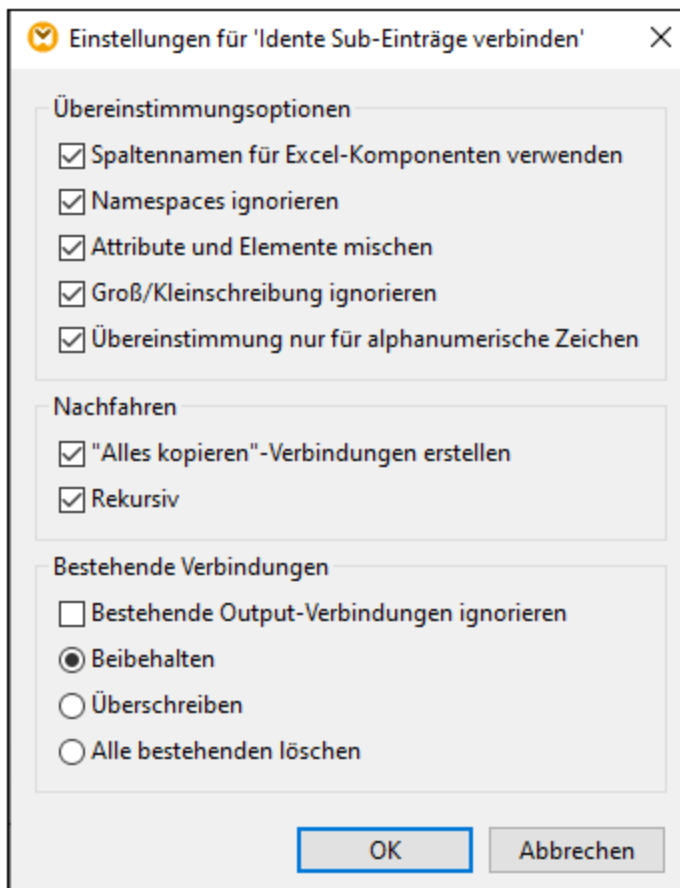 Einstellungen für 'Idente Sub-Einträge verbinden'
Übereinstimmungsoptionen
Spaltennamen für Excel-Komponenten verwenden
Namespaces ignorieren
Attribute und Elemente mischen
Groß/Kleinschreibung ignorieren
Übereinstimmung nur für alphanumerische Zeichen
Nachfahren
"Alles kopieren"-Verbindungen erstellen
Rekursiv
Bestehende Verbindungen
Bestehende Output-Verbindungen ignorieren
Beibehalten
Überschreiben
Alle bestehenden löschen
OK Abbrechen